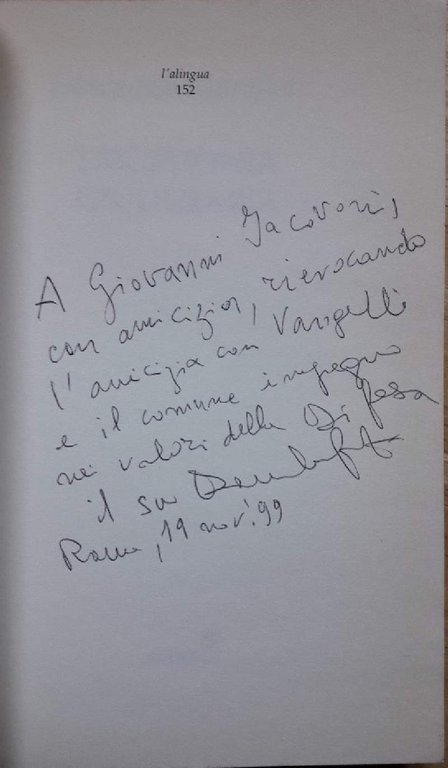 l'alingua
152
A Giovanni Jacovoni,
con amicizia, rievocando
l'amicizia con Vangelli
e il comune impegno
nei valori della Difesa
il suo
Roma, 19 nov. '99